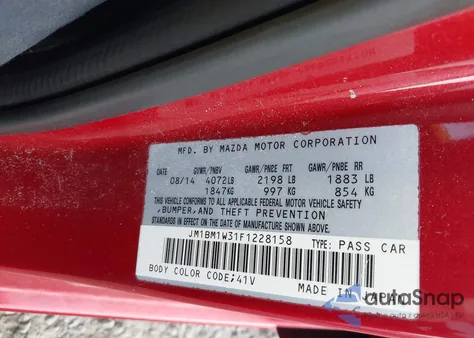 MFD. BY MAZDA MOTOR CORPORATION
GVWR/PNBV GAWR/PNBE FRT GAWR/PNBE RR
08/14 4072LB 2198 LB 1883 LB
1847KG 997 KG 854 KG
THIS VEHICLE CONFORMS TO ALL
APPLICABLE FEDERAL MOTOR VEHICLE SAFETY,
BUMPER, AND THEFT PREVENTION
STANDARDS IN EFFECT ON THE DATE OF
MANUFACTURE SHOWN ABOVE.
JM1BM1W31F1228158 TYPE: PASS CAR
BODY COLOR CODE;41V MADE IN
autoSnap